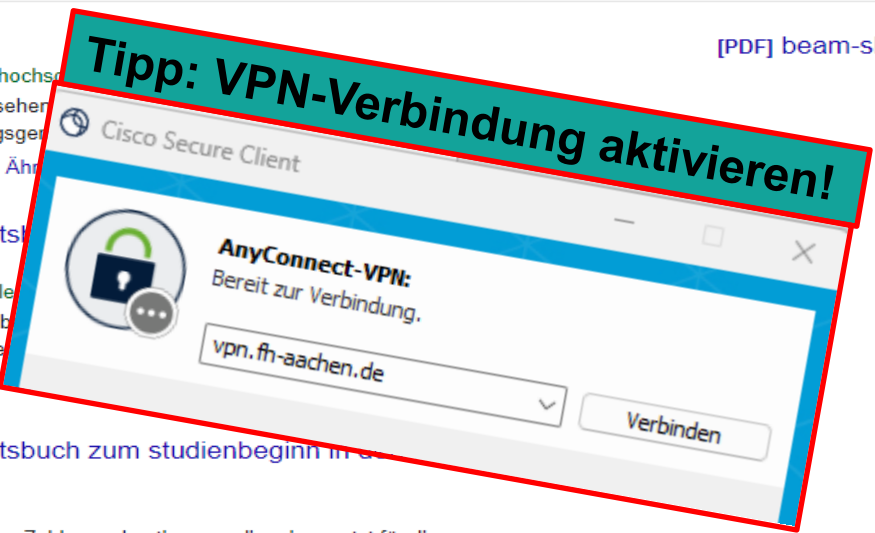 [PDF] beam-s
Tipp: VPN-Verbindung aktivieren!
Cisco Secure Client
AnyConnect-VPN:
Bereit zur Verbindung.
vpn.fh-aachen.de
Verbinden
tsbuch zum studienbeginn in